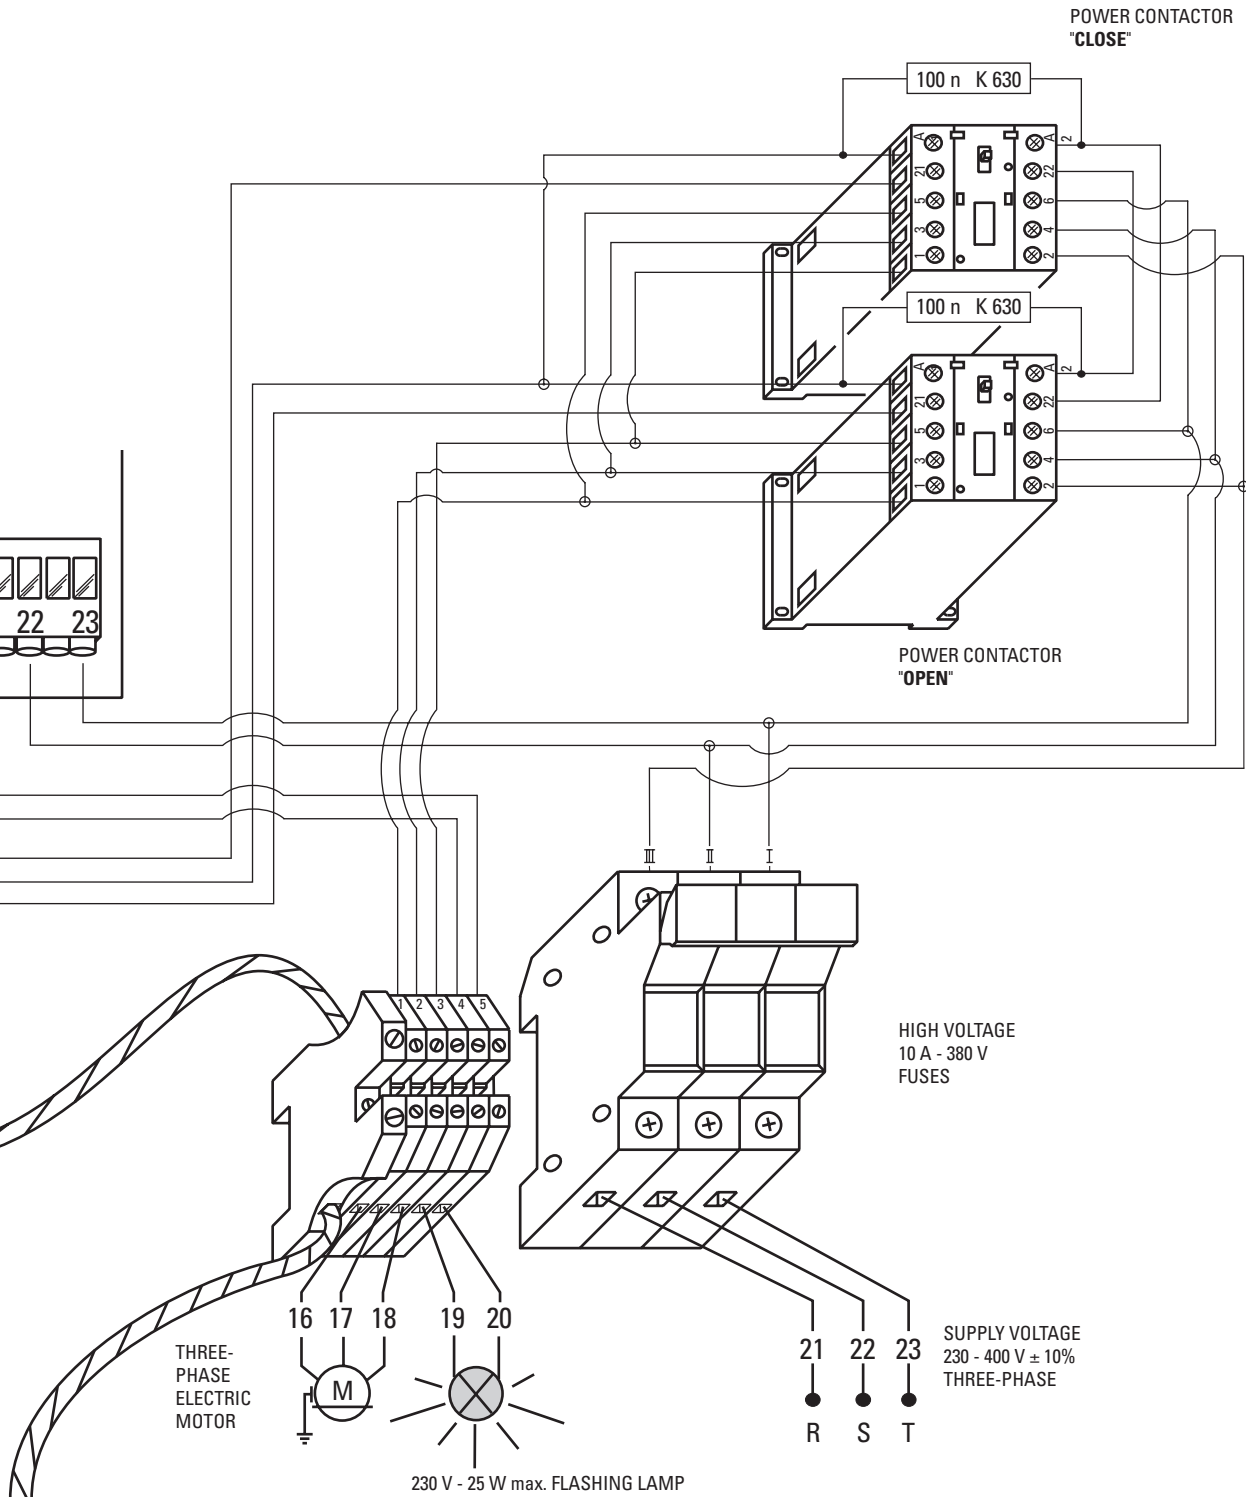 POWER CONTACTOR
"CLOSE"
100 n K 630
A
21
5
3
1
A 2
22
6
4
2
100 n K 630
A
21
5
3
1
A 2
22
6
4
2
22 23
POWER CONTACTOR
"OPEN"
III II I
1 2 3 4 5
HIGH VOLTAGE
10 A - 380 V
FUSES
16 17 18 19 20
21 22 23
SUPPLY VOLTAGE
230 - 400 V ± 10%
THREE-PHASE
THREE-
PHASE
ELECTRIC
MOTOR
M
R S T
230 V - 25 W max. FLASHING LAMP